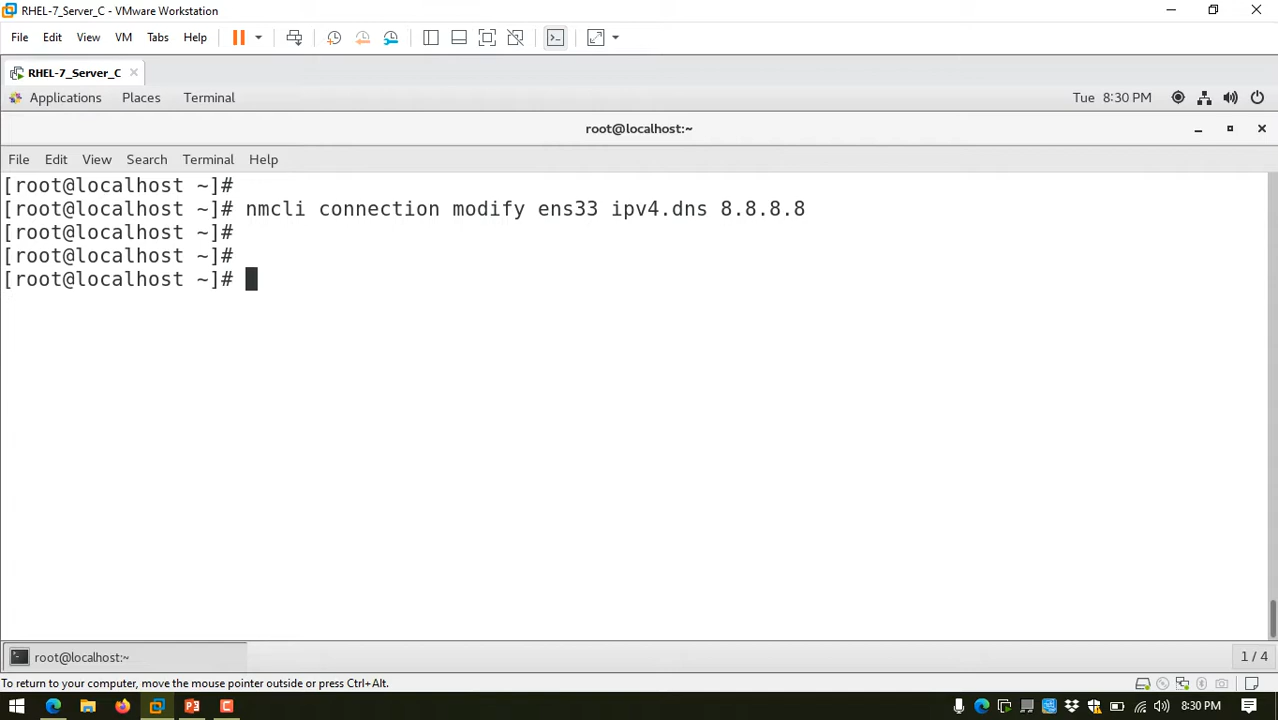 RHEL-7_Server_C - VMware Workstation
File Edit View VM Tabs Help
RHEL-7_Server_C
Applications Places Terminal
Tue 8:30 PM
root@localhost:~
File Edit View Search Terminal Help
[root@localhost ~]#
[root@localhost ~]# nmcli connection modify ens33 ipv4.dns 8.8.8.8
[root@localhost ~]#
[root@localhost ~]#
[root@localhost ~]#
root@localhost:~
1 / 4
To return to your computer, move the mouse pointer outside or press Ctrl+Alt.
8:30 PM